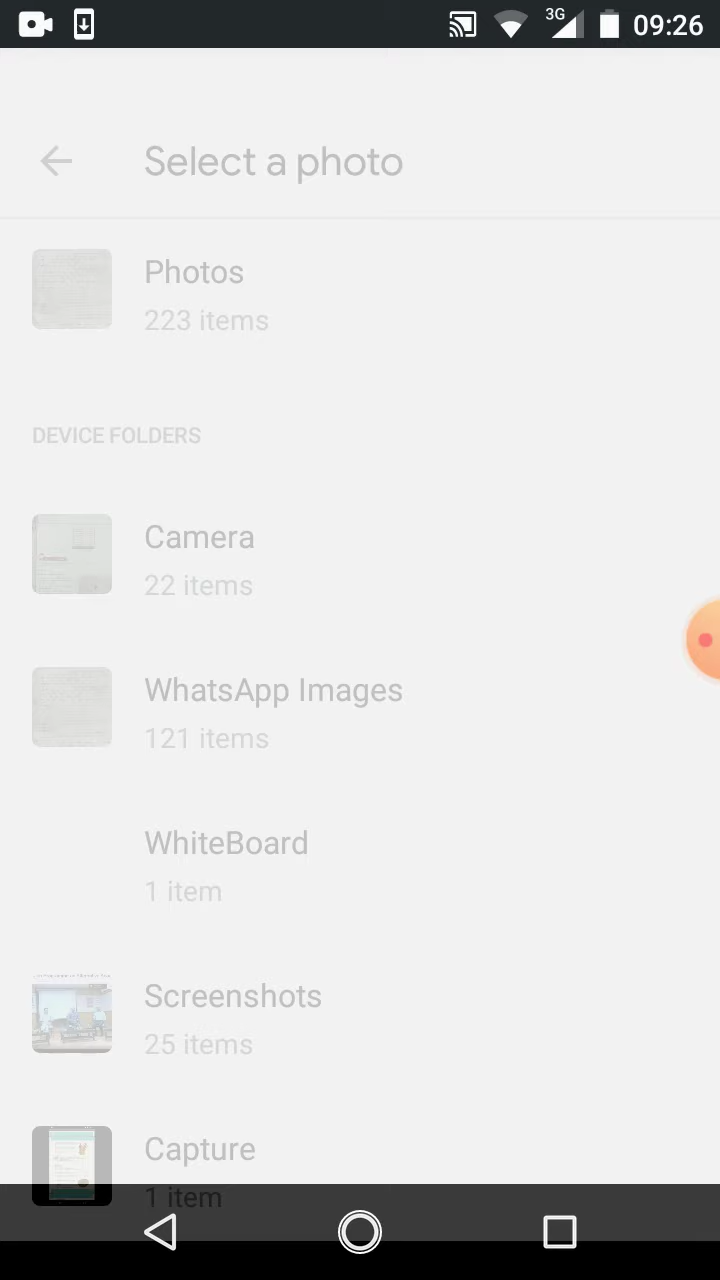 3G 09:26
Select a photo
Photos
223 items
DEVICE FOLDERS
Camera
22 items
WhatsApp Images
121 items
WhiteBoard
1 item
Screenshots
25 items
Capture
1 item